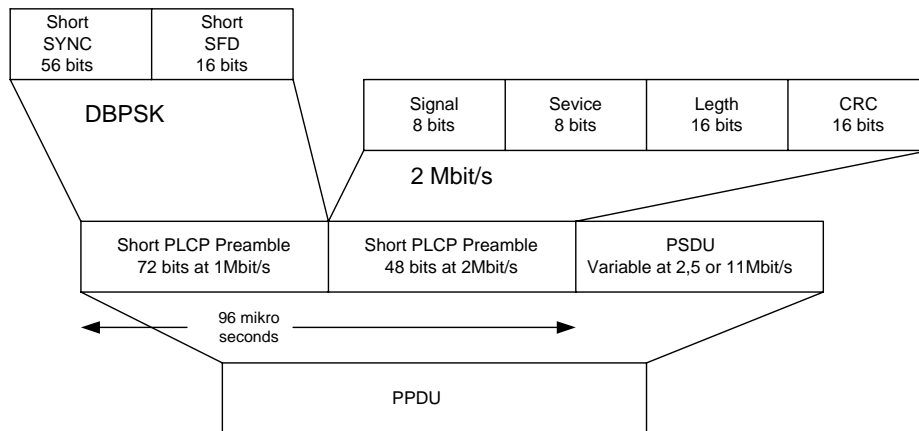 Short
SYNC
56 bits
Short
SFD
16 bits
DBPSK
Signal
8 bits
Sevice
8 bits
Legth
16 bits
CRC
16 bits
2 Mbit/s
Short PLCP Preamble
72 bits at 1Mbit/s
Short PLCP Preamble
48 bits at 2Mbit/s
PSDU
Variable at 2,5 or 11Mbit/s
96 mikro
seconds
PPDU